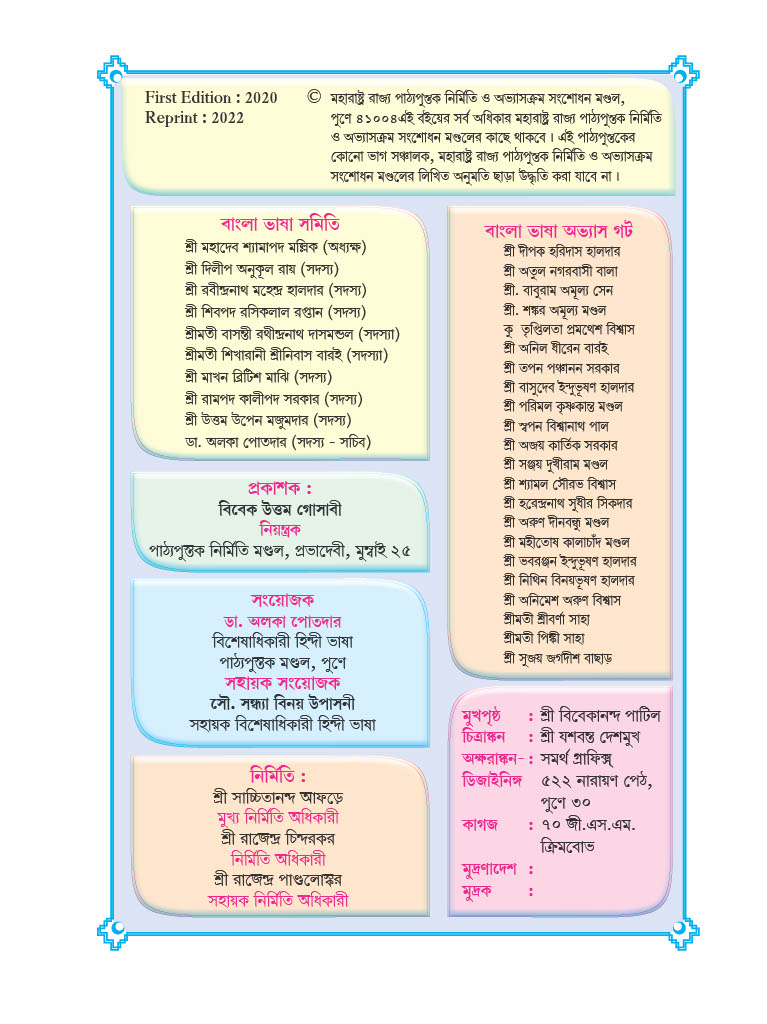 First Edition : 2020
Reprint : 2022
© মহারাষ্ট্র রাজ্য পাঠ্যপুস্তক নির্মিতি ও অভ্যাসক্রম সংশোধন মণ্ডল,
পুণে ৪১০০৪এই বইয়ের সর্ব অধিকার মহারাষ্ট্র রাজ্য পাঠ্যপুস্তক নির্মিতি
ও অভ্যাসক্রম সংশোধন মণ্ডলের কাছে থাকবে। এই পাঠ্যপুস্তকের
কোনো ভাগ সঞ্চালক, মহারাষ্ট্র রাজ্য পাঠ্যপুস্তক নির্মিতি ও অভ্যাসক্রম
সংশোধন মণ্ডলের লিখিত অনুমতি ছাড়া উদ্ধৃতি করা যাবে না।
বাংলা ভাষা সমিতি
শ্রী মহাদেব শ্যামাপদ মল্লিক (অধ্যক্ষ)
শ্রী দিলীপ অনুকূল রায় (সদস্য)
শ্রী রবীন্দ্রনাথ মহেন্দ্র হালদার (সদস্য)
শ্রী শিবপদ রসিকলাল রপ্তান (সদস্য)
শ্রীমতী বাসন্তী রথীন্দ্রনাথ দাসমন্ডল (সদস্যা)
শ্রীমতী শিখারানী শ্রীনিবাস বারই (সদস্যা)
শ্রী মাখন ব্রিটিশ মাঝি (সদস্য)
শ্রী রামপদ কালীপদ সরকার (সদস্য)
শ্রী উত্তম উপেন মজুমদার (সদস্য)
ডা. অলকা পোতদার (সদস্য - সচিব)
প্রকাশক :
বিবেক উত্তম গোসাবী
নিয়ন্ত্রক
পাঠ্যপুস্তক নির্মিতি মণ্ডল, প্রভাদেবী, মুম্বাই ২৫
সংয়োজক
ডা. অলকা পোতদার
বিশেষাধিকারী হিন্দী ভাষা
পাঠ্যপুস্তক মণ্ডল, পুণে
সহায়ক সংয়োজক
সৌ. সন্ধ্যা বিনয় উপাসনী
সহায়ক বিশেষাধিকারী হিন্দী ভাষা
নির্মিতি :
শ্রী সাচ্চিতানন্দ আফড়ে
মুখ্য নির্মিতি অধিকারী
শ্রী রাজেন্দ্র চিন্দরকর
নির্মিতি অধিকারী
শ্রী রাজেন্দ্র পাণ্ডলোস্কর
সহায়ক নির্মিতি অধিকারী
বাংলা ভাষা অভ্যাস গট
শ্রী দীপক হরিদাস হালদার
শ্রী অতুল নগরবাসী বালা
শ্রী. বাবুরাম অমূল্য সেন
শ্রী. শঙ্কর অমূল্য মণ্ডল
কু তৃপ্তিলতা প্রমথেশ বিশ্বাস
শ্রী অনিল ধীরেন বারই
শ্রী তপন পঞ্চানন সরকার
শ্রী বাসুদেব ইন্দুভূষণ হালদার
শ্রী পরিমল কৃষ্ণকান্ত মণ্ডল
শ্রী স্বপন বিশ্বানাথ পাল
শ্রী অজয় কার্তিক সরকার
শ্রী সঞ্জয় দুখীরাম মণ্ডল
শ্রী শ্যামল সৌরভ বিশ্বাস
শ্রী হরেন্দ্রনাথ সুধীর সিকদার
শ্রী অরুণ দীনবন্ধু মণ্ডল
শ্রী মহীতোষ কালাচাঁদ মণ্ডল
শ্রী ভবরঞ্জন ইন্দুভূষণ হালদার
শ্রী নিথিন বিনয়ভূষণ হালদার
শ্রী অনিমেশ অরুণ বিশ্বাস
শ্রীমতী শ্রীবর্ণা সাহা
শ্রীমতী পিঙ্কী সাহা
শ্রী সুজয় জগদীশ বাছাড়
মুখপৃষ্ঠ : শ্রী বিবেকানন্দ পাটিল
চিত্রাঙ্কন : শ্রী যশবন্ত দেশমুখ
অক্ষরাঙ্কন- : সমর্থ গ্রাফিক্স্
ডিজাইনিঙ্গ ৫২২ নারায়ণ পেঠ,
পুণে ৩০
কাগজ : ৭০ জী.এস.এম.
ক্রিমবোভ
মুদ্রণাদেশ :
মুদ্রক :